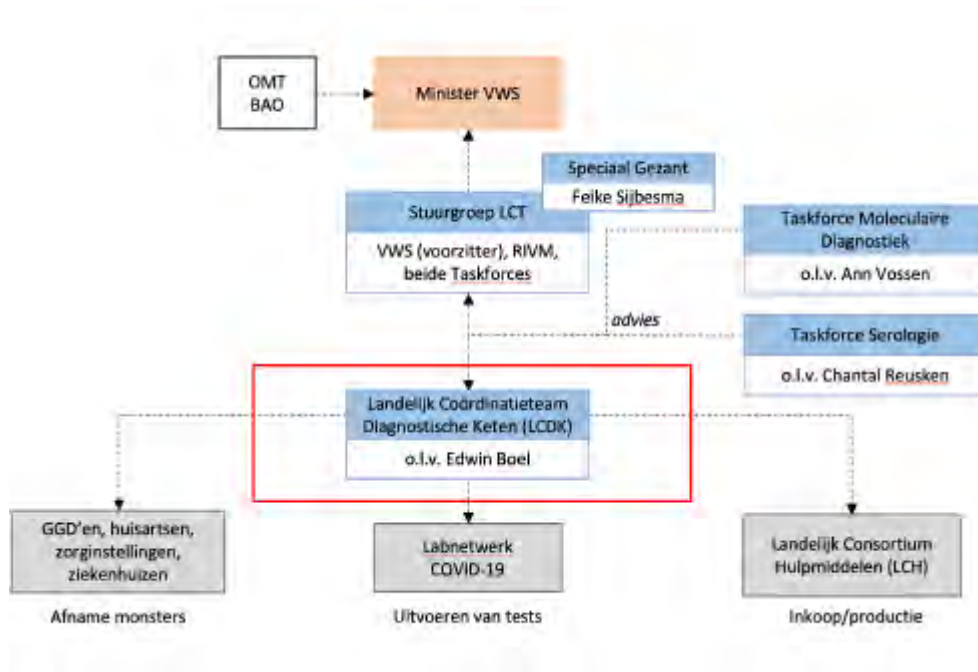 OMT
BAO
Minister VWS
Speciaal Gezant
Feike Sijbesma
Stuurgroep LCT
VWS (voorzitter), RIVM,
beide Taskforces
Taskforce Moleculaire
Diagnostiek
o.l.v. Ann Vossen
advies
Taskforce Serologie
o.l.v. Chantal Reusken
Landelijk Coördinatieteam
Diagnostische Keten (LCDK)
o.l.v. Edwin Boel
GGD'en, huisartsen,
zorginstellingen,
ziekenhuizen
Labnetwerk
COVID-19
Landelijk Consortium
Hulpmiddelen (LCH)
Afname monsters
Uitvoeren van tests
Inkoop/productie